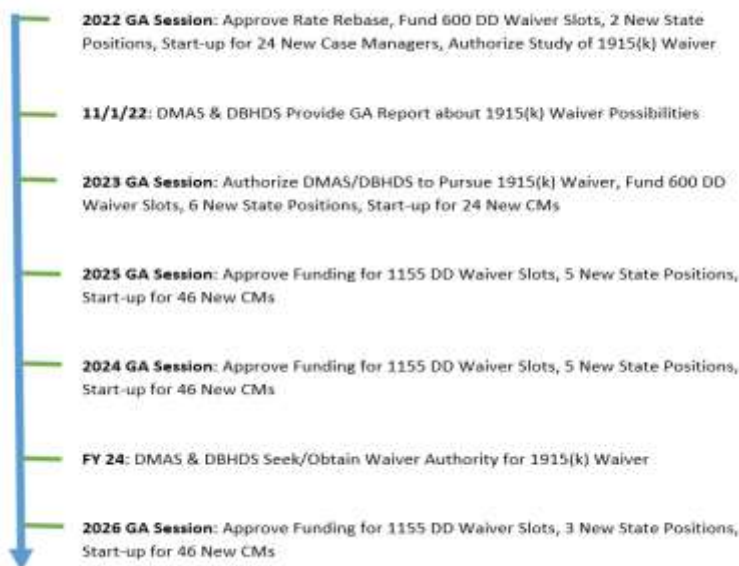 2022 GA Session: Approve Rate Rebase, Fund 600 DD Waiver Slots, 2 New State
Positions, Start-up for 24 New Case Managers, Authorize Study of 1915(k) Waiver
11/1/22: DMAS & DBHDS Provide GA Report about 1915(k) Waiver Possibilities
2023 GA Session: Authorize DMAS/DBHDS to Pursue 1915(k) Waiver, Fund 600 DD
Waiver Slots, 6 New State Positions, Start-up for 24 New CMs
2025 GA Session: Approve Funding for 1155 DD Waiver Slots, 5 New State Positions,
Start-up for 46 New CMs
2024 GA Session: Approve Funding for 1155 DD Waiver Slots, 5 New State Positions,
Start-up for 46 New CMs
FY 24: DMAS & DBHDS Seek/Obtain Waiver Authority for 1915(k) Waiver
2026 GA Session: Approve Funding for 1155 DD Waiver Slots, 3 New State Positions,
Start-up for 46 New CMs